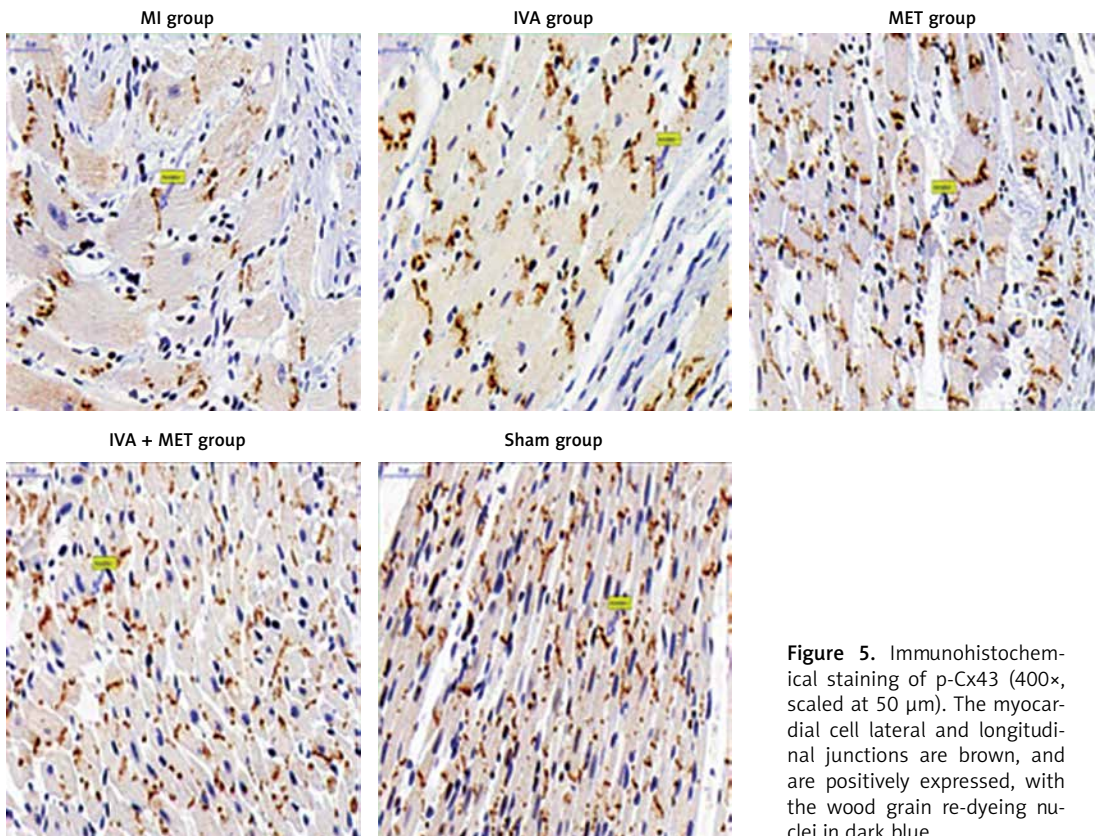 MI group
IVA group
MET group
IVA + MET group
Sham group
Figure 5. Immunohistochem-
ical staining of p-Cx43 (400×,
scaled at 50 μm). The myocar-
dial cell lateral and longitudi-
nal junctions are brown, and
are positively expressed, with
the wood grain re-dyeing nu-
clei in dark blue